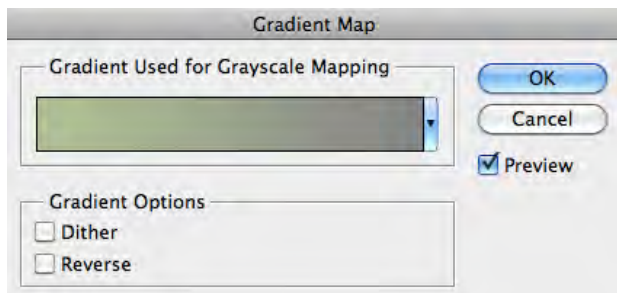 Gradient Map
Gradient Used for Grayscale Mapping
OK
Cancel
Preview
Gradient Options
Dither
Reverse